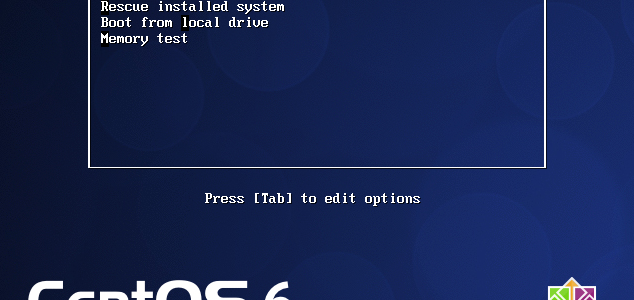 Rescue installed system
Boot from local drive
Memory test
Press [Tab] to edit options
CentOS 6